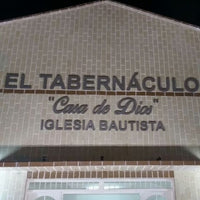 EL TABERNÁCULO
"Casa de Dios"
IGLESIA BAUTISTA